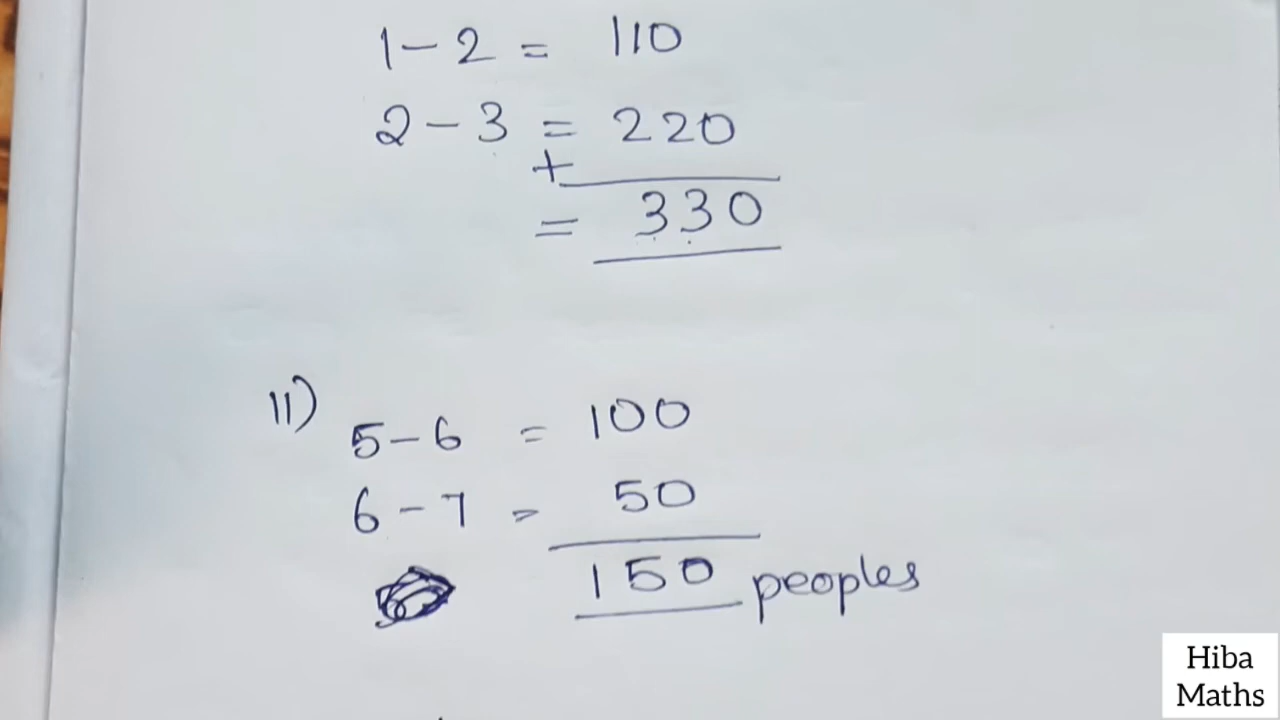 1 - 2 = 110
2 - 3 = 220
+
= 330
11)
5 - 6 = 100
6 - 7 = 50
150 peoples
Hiba
Maths